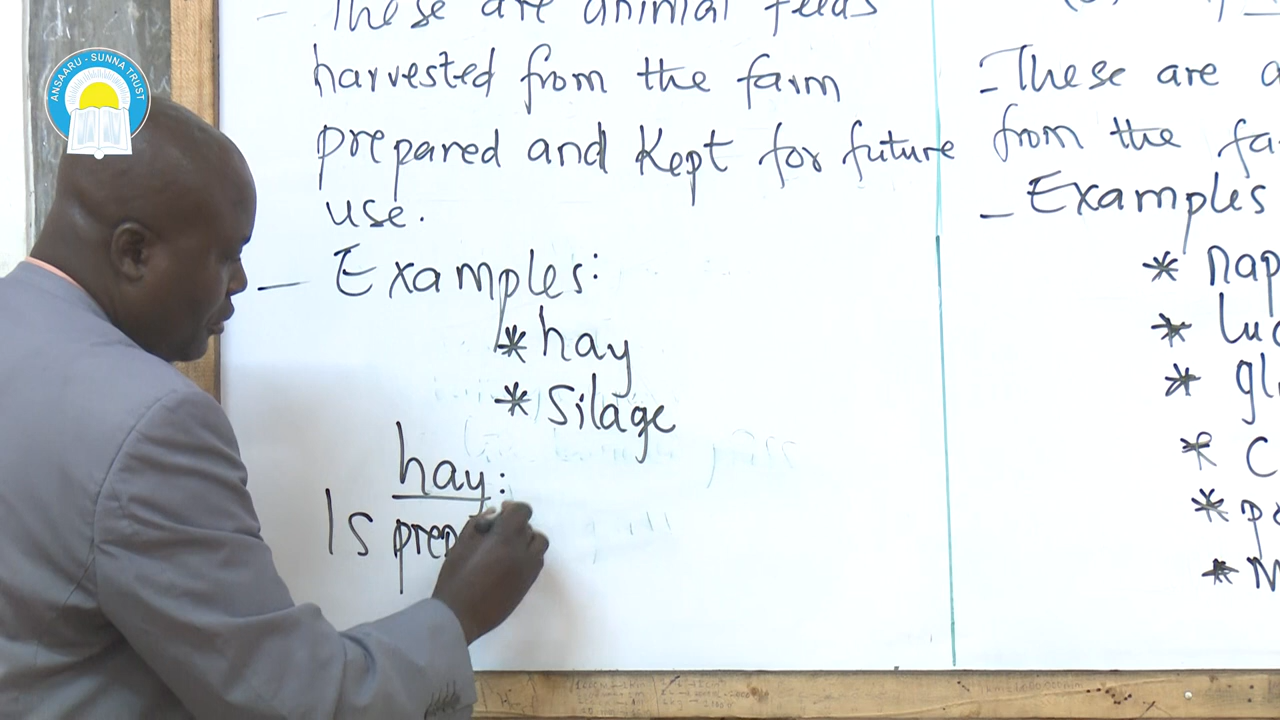 ANSAARU - SUNNA TRUST
- These are animal feeds
harvested from the farm
prepared and kept for future
use.
- Examples:
* hay
* Silage
hay:
Is prep
- These are a
from the fa
- Examples
* nap
* luc
* gl
* C
* po
* M